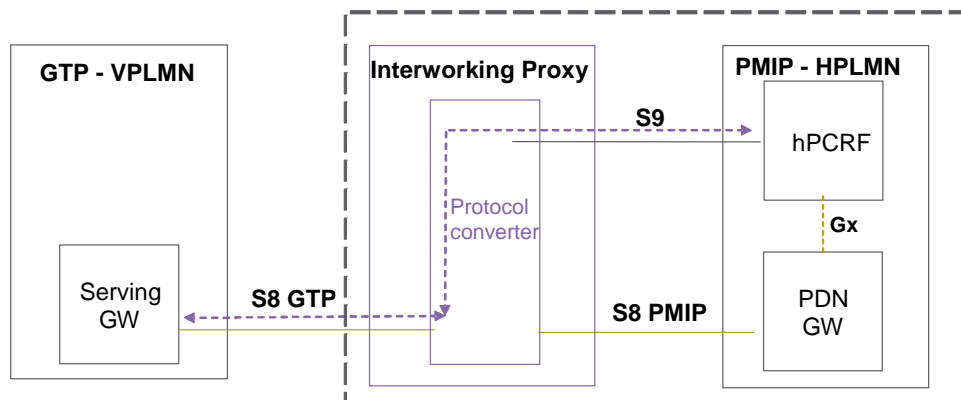 GTP - VPLMN
Interworking Proxy
PMIP - HPLMN
S9
hPCRF
Protocol
converter
Gx
Serving
GW
S8 GTP
S8 PMIP
PDN
GW